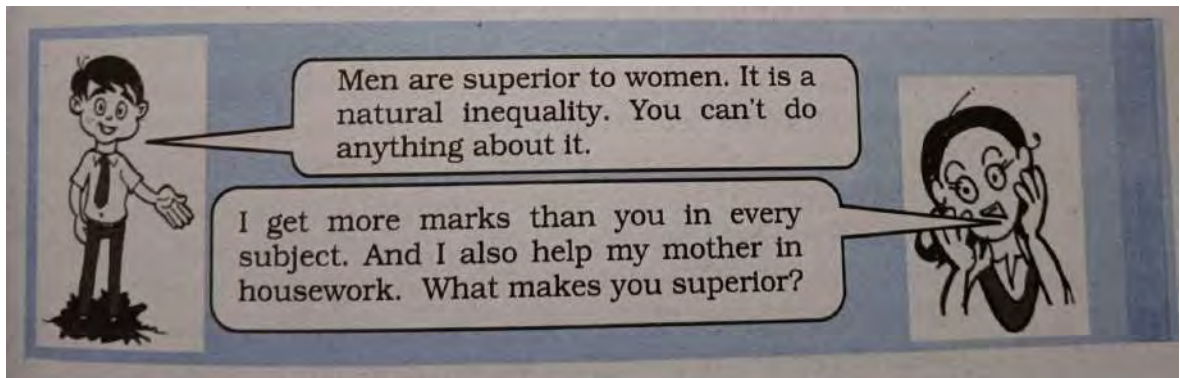 Men are superior to women. It is a
natural inequality. You can't do
anything about it.
I get more marks than you in every
subject. And I also help my mother in
housework. What makes you superior?